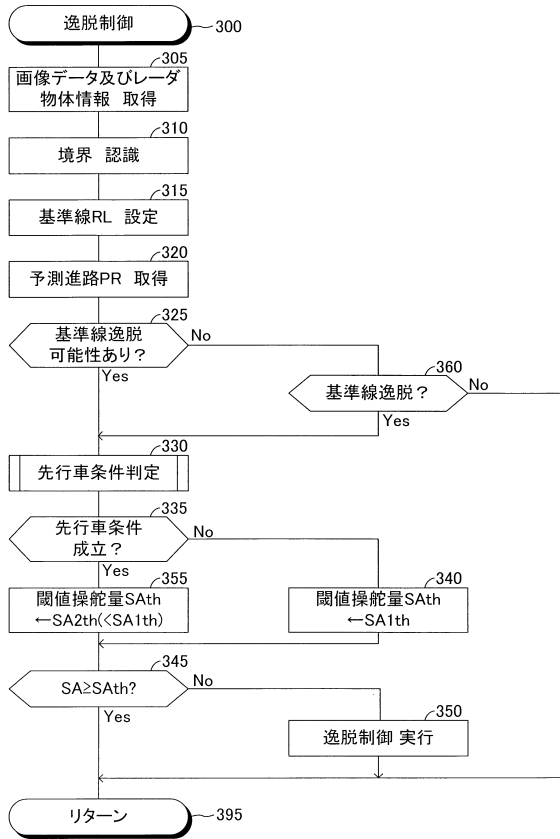 逸脱制御
300
305
画像データ及びレーダ
物体情報 取得
310
境界 認識
315
基準線RL 設定
320
予測進路PR 取得
325
基準線逸脱
可能性あり?
No
Yes
360
基準線逸脱?
No
Yes
330
先行車条件判定
335
先行車条件
成立?
No
Yes
355
閾値操舵量SAth
←SA2th(<SA1th)
340
閾値操舵量SAth
←SA1th
345
SA≥SAth?
No
Yes
350
逸脱制御 実行
リターン
395